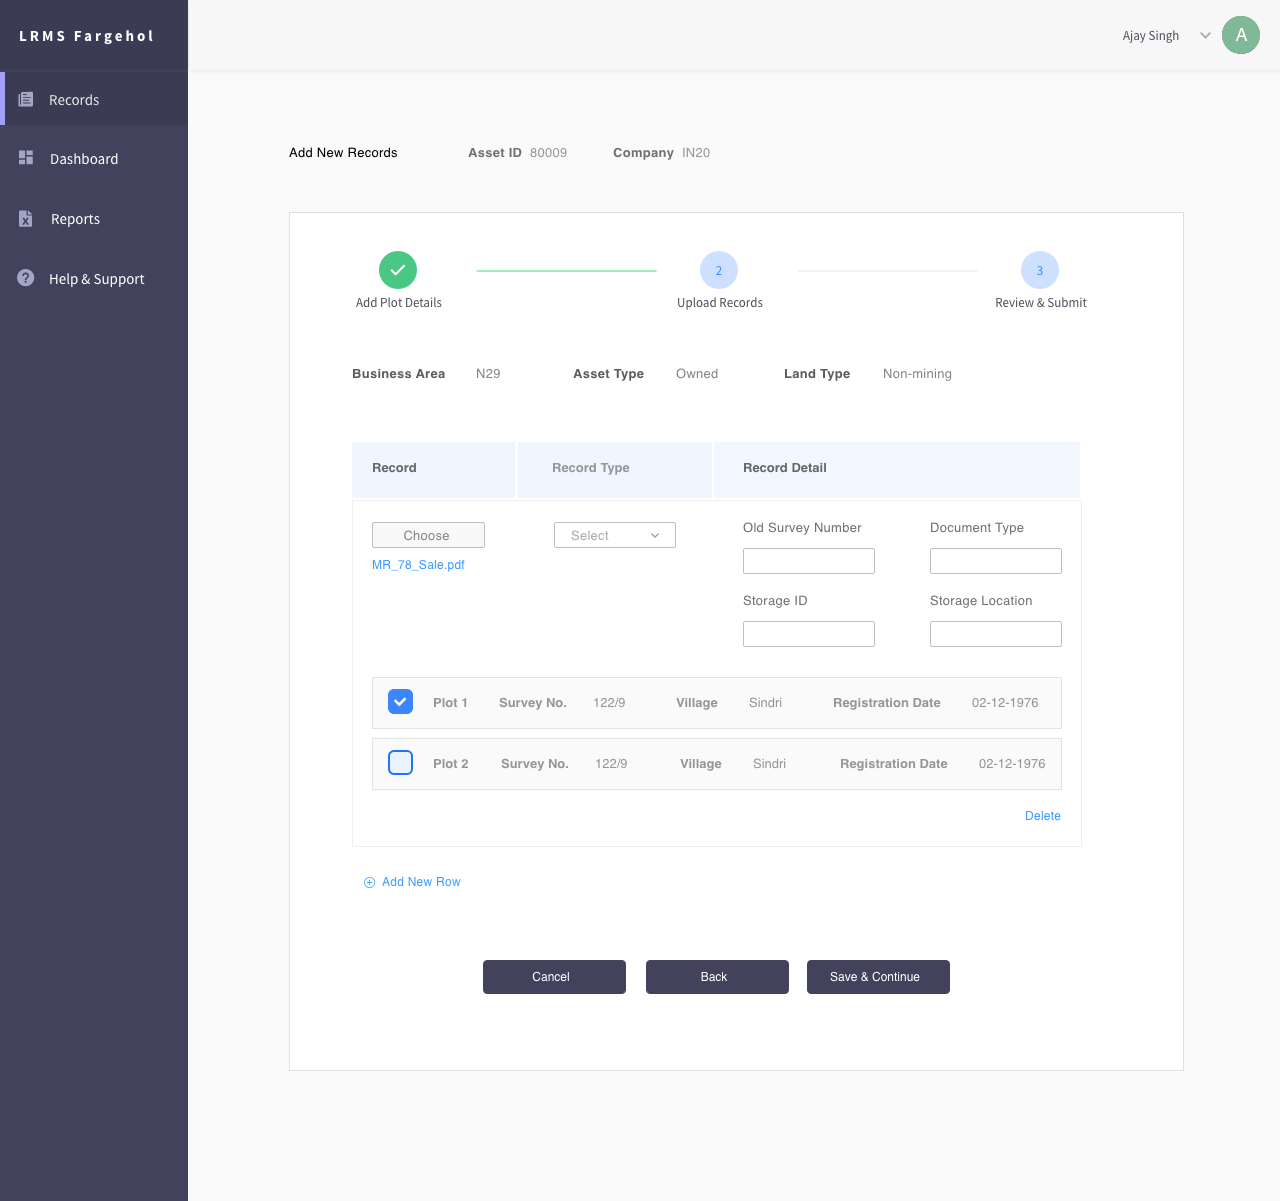 LRMS Fargehol
Ajay Singh
A
Records
Dashboard
Reports
Help & Support
Add New Records Asset ID 80009 Company IN20
2 3
Add Plot Details Upload Records Review & Submit
Business Area N29 Asset Type Owned Land Type Non-mining
Record Record Type Record Detail
Choose Select Old Survey Number Document Type
MR_78_Sale.pdf
Storage ID Storage Location
Plot 1 Survey No. 122/9 Village Sindri Registration Date 02-12-1976
Plot 2 Survey No. 122/9 Village Sindri Registration Date 02-12-1976
Delete
Add New Row
Cancel Back Save & Continue